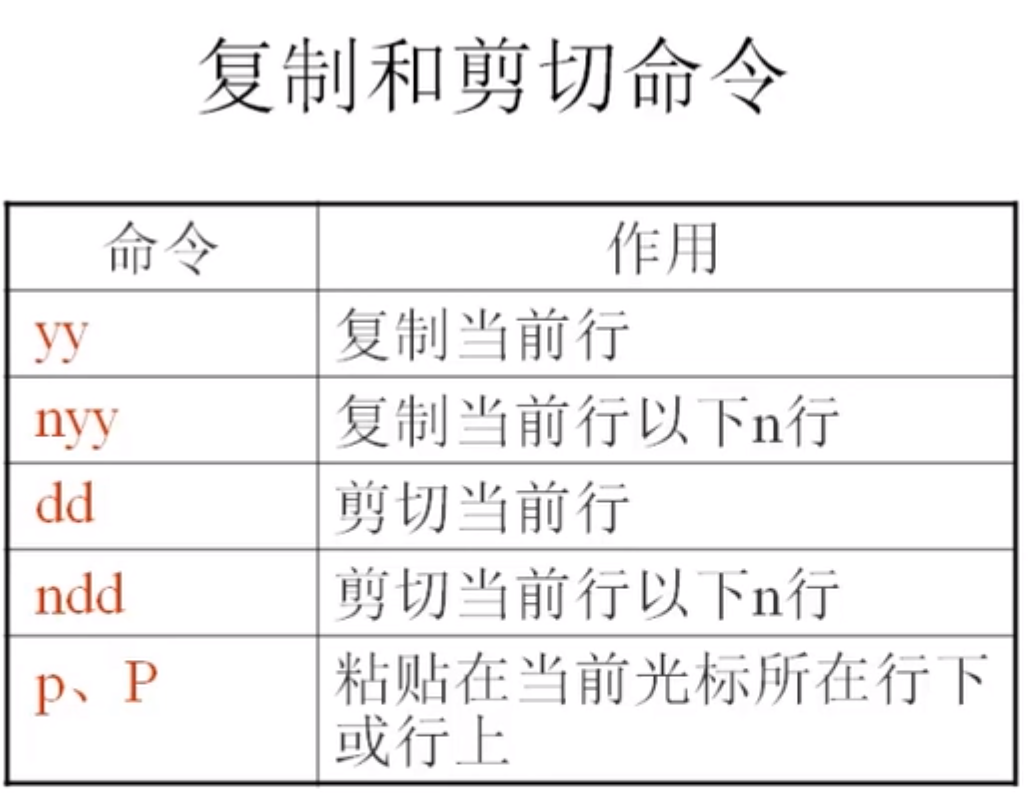 复制和剪切命令
命令 作用
yy 复制当前行
nyy 复制当前行以下n行
dd 剪切当前行
ndd 剪切当前行以下n行
p、P 粘贴在当前光标所在行下
或行上